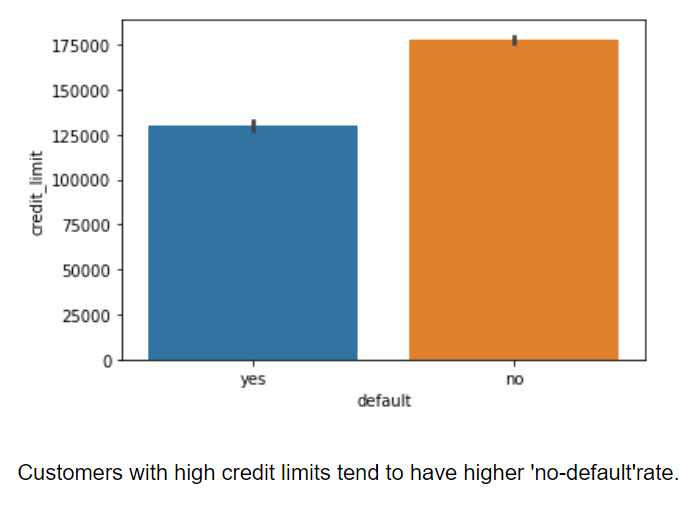 175000
150000
125000
100000
75000
50000
25000
0
credit_limit
yes no
default
Customers with high credit limits tend to have higher 'no-default'rate.